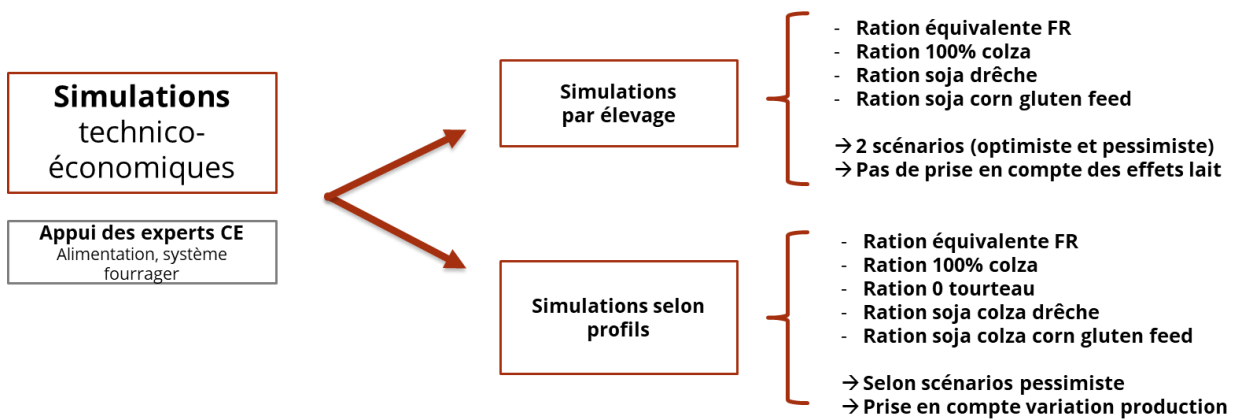 Simulations
technico-
économiques
Appui des experts CE
Alimentation, système
fourrager
Simulations
par élevage
- Ration équivalente FR
- Ration 100% colza
- Ration soja drêche
- Ration soja corn gluten feed
→ 2 scénarios (optimiste et pessimiste)
→ Pas de prise en compte des effets lait
Simulations selon
profils
- Ration équivalente FR
- Ration 100% colza
- Ration 0 tourteau
- Ration soja colza drêche
- Ration soja colza corn gluten feed
→ Selon scénarios pessimiste
→ Prise en compte variation production